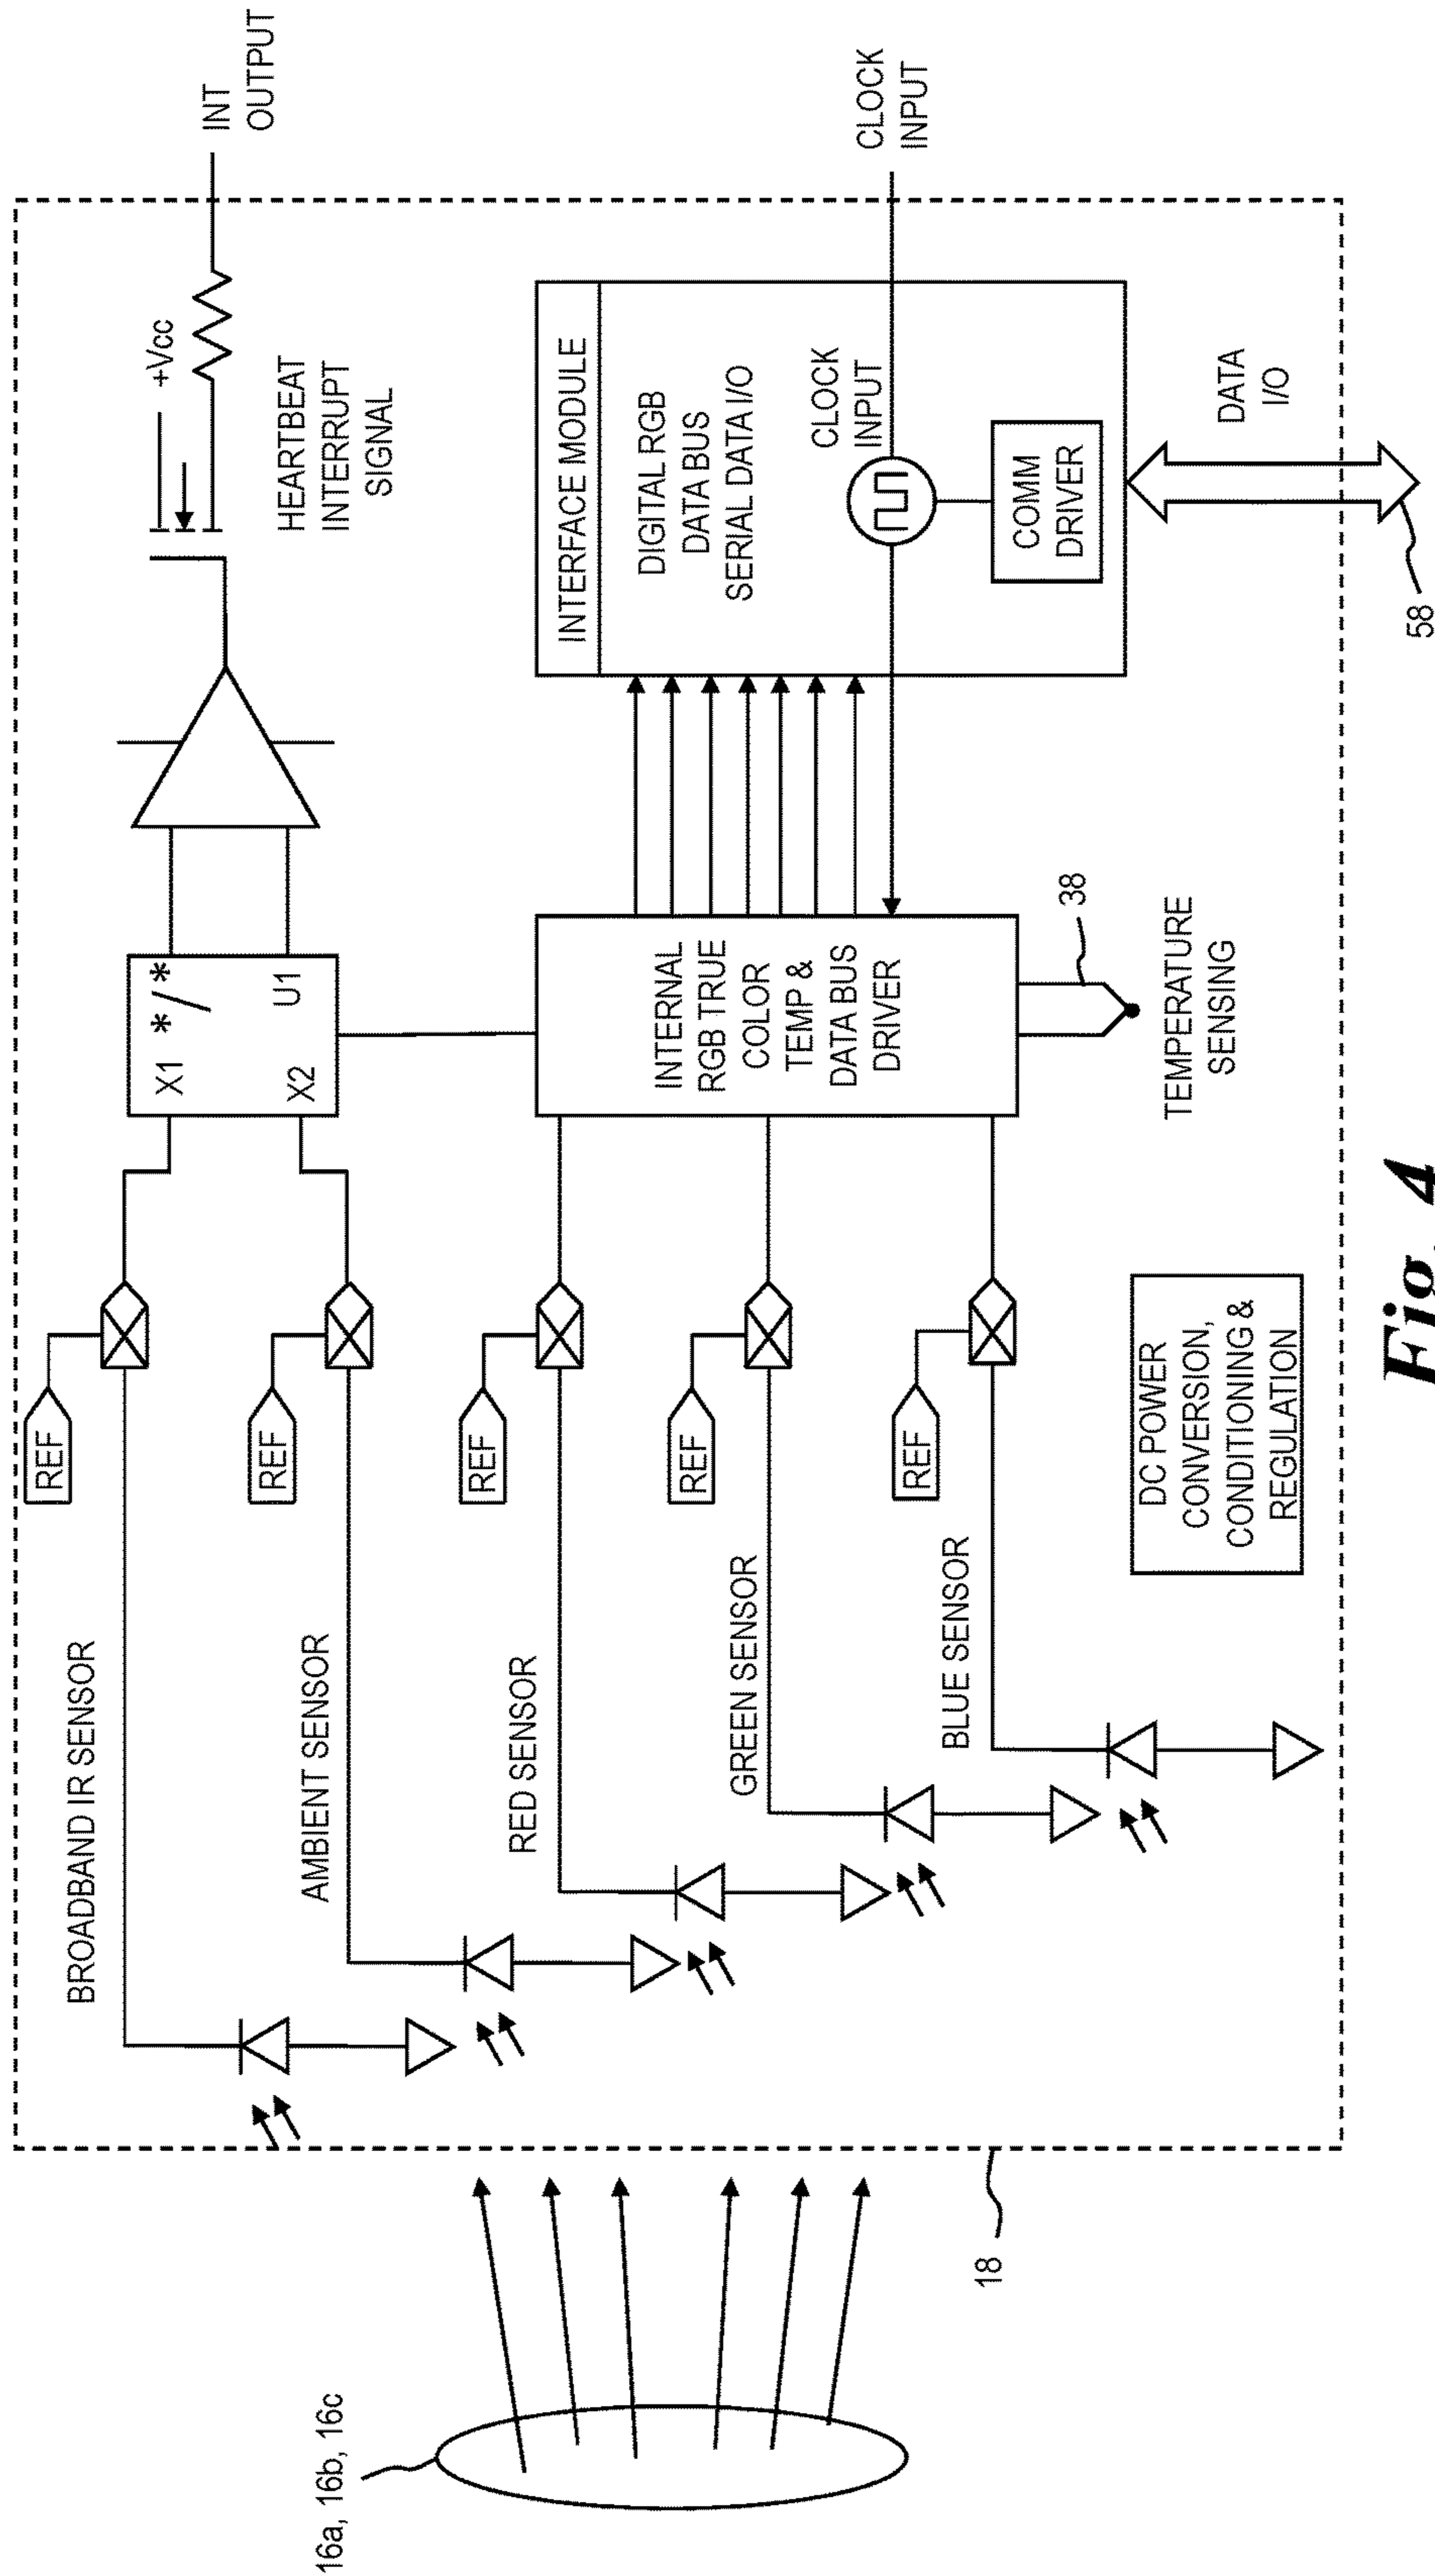 INT
OUTPUT
+Vcc
HEARTBEAT
INTERRUPT
SIGNAL
X1 */*
X2 U1
REF
BROADBAND IR SENSOR
REF
AMBIENT SENSOR
REF
RED SENSOR
REF
GREEN SENSOR
REF
BLUE SENSOR
INTERNAL
RGB TRUE
COLOR
TEMP &
DATA BUS
DRIVER
38
TEMPERATURE
SENSING
INTERFACE MODULE
DIGITAL RGB
DATA BUS
SERIAL DATA I/O
CLOCK
INPUT
COMM
DRIVER
CLOCK
INPUT
DATA
I/O
58
DC POWER
CONVERSION,
CONDITIONING &
REGULATION
16a, 16b, 16c
18
Fig. 4